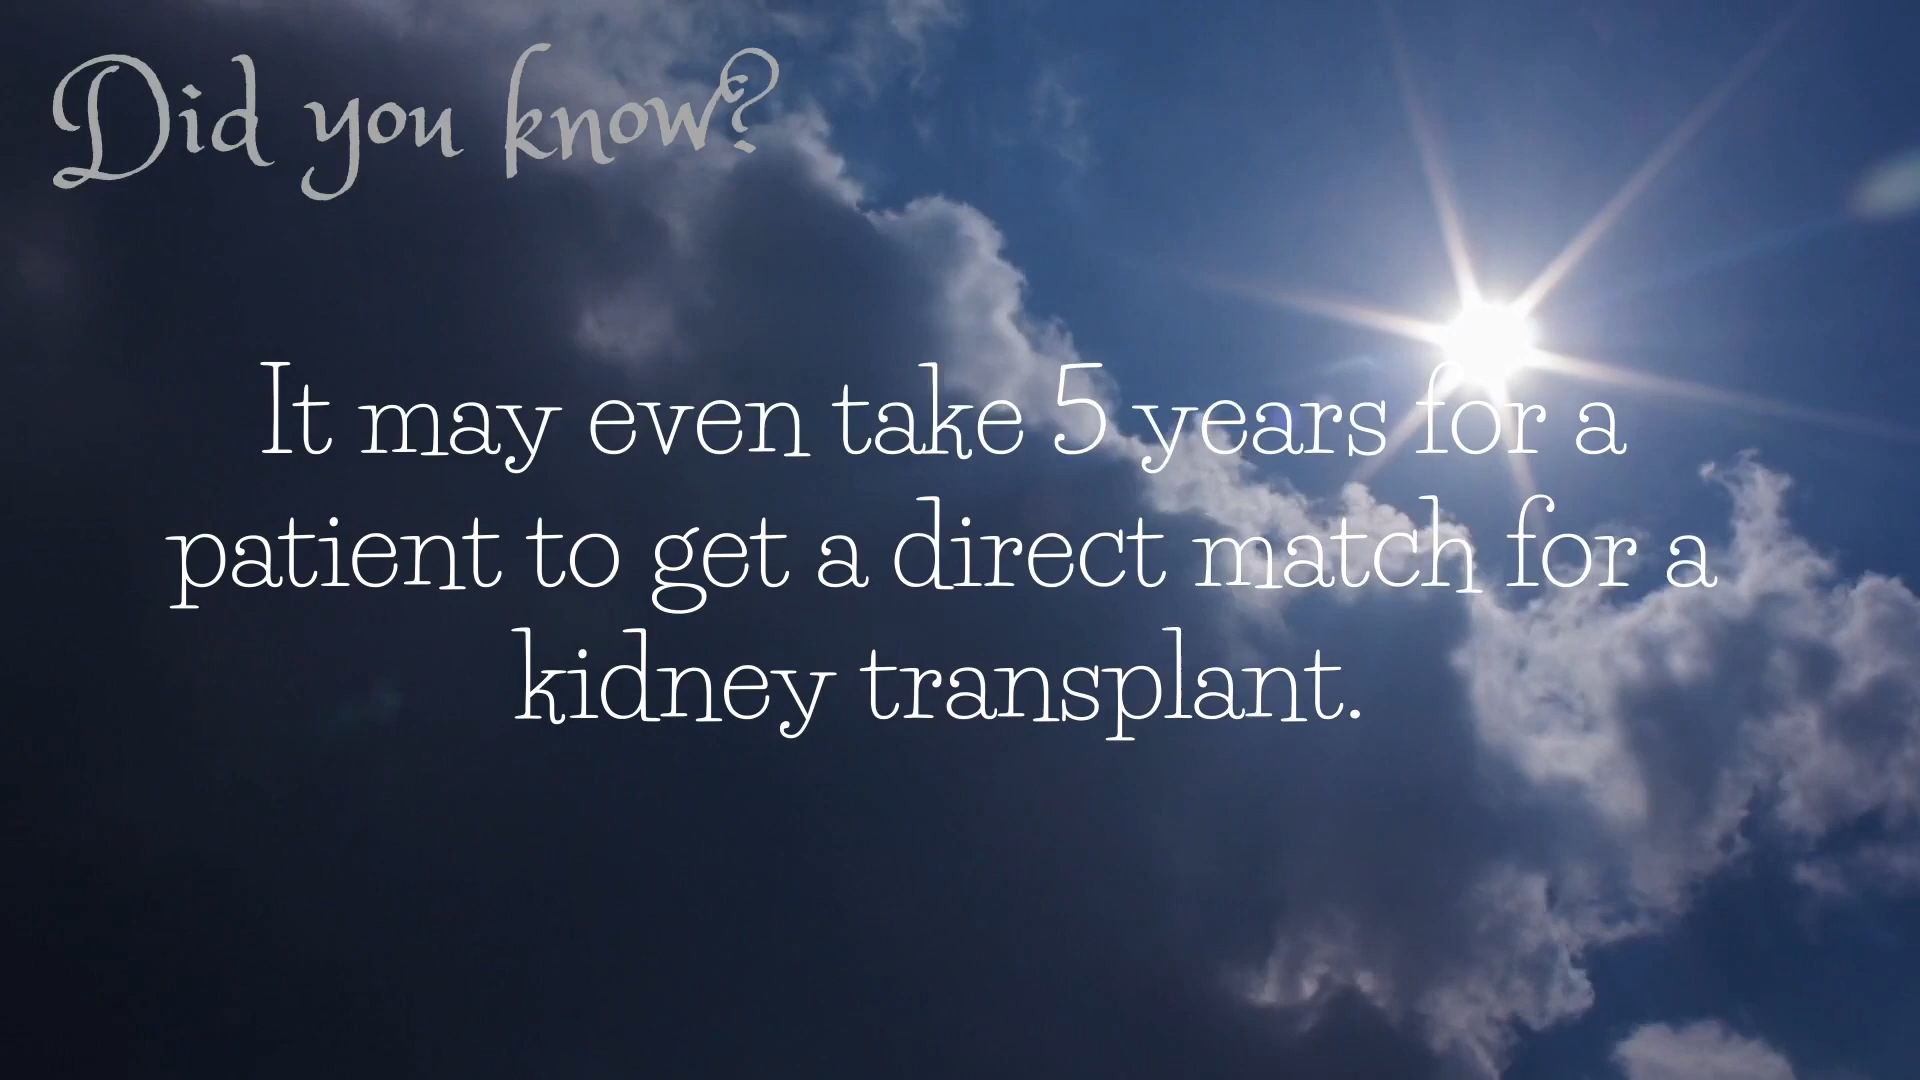 Did you know?
It may even take 5 years for a
patient to get a direct match for a
kidney transplant.